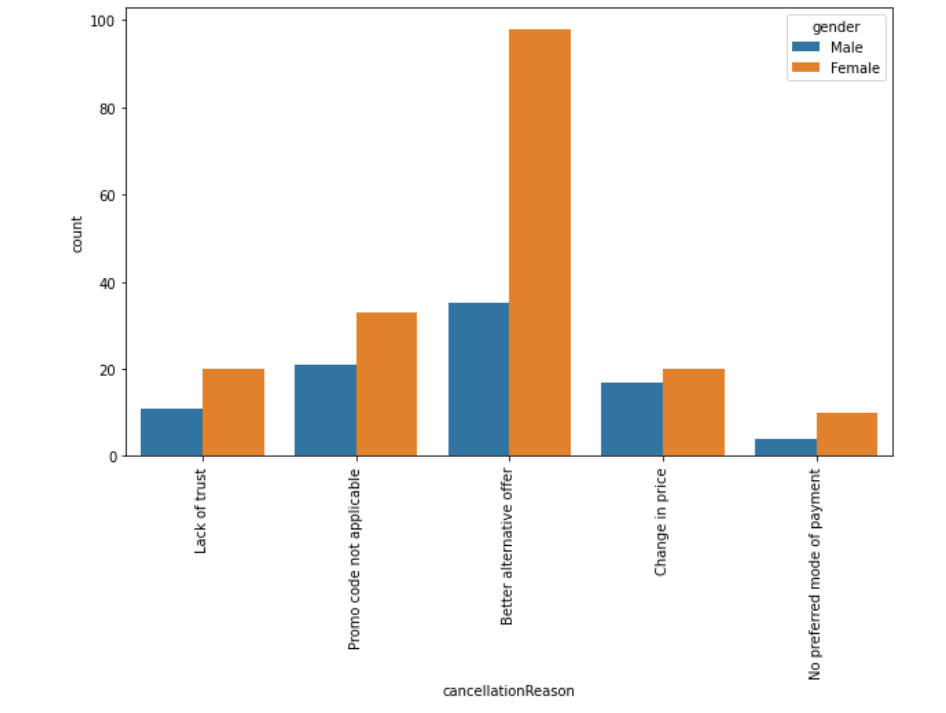 100
80
60
40
20
0
count
gender
Male
Female
Lack of trust
Promo code not applicable
Better alternative offer
Change in price
No preferred mode of payment
cancellationReason